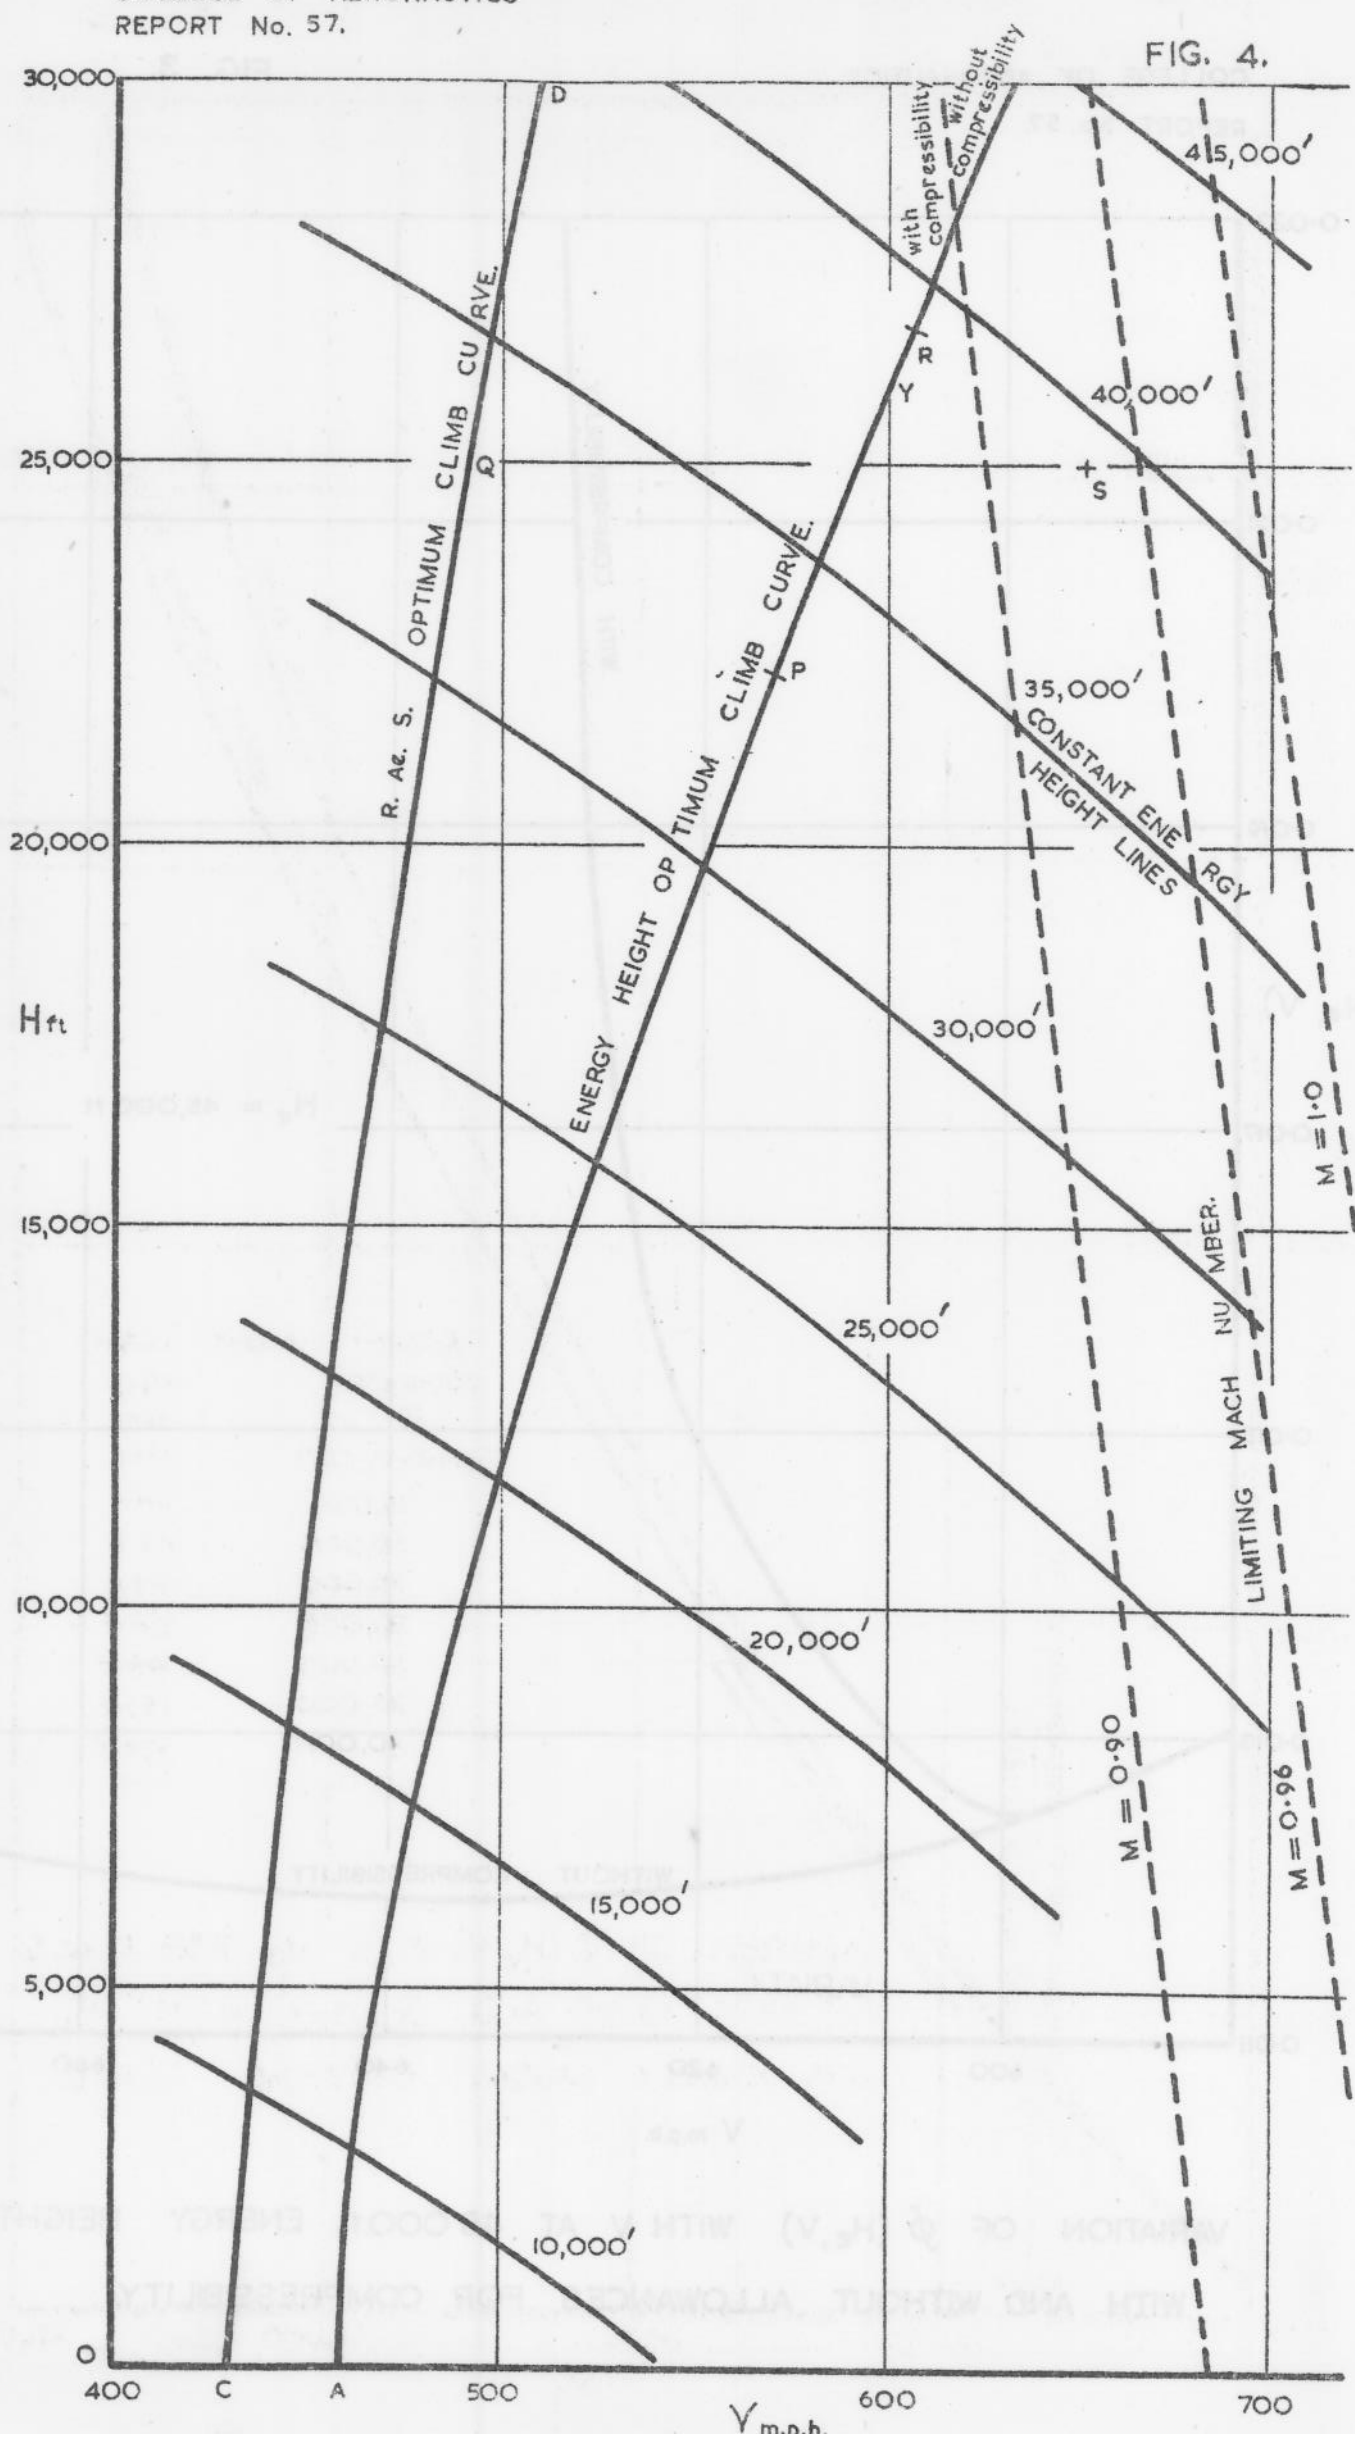 REPORT No. 57.
FIG. 4.
30,000
D
with compressibility
without compressibility
45,000'
R. Ae. S. OPTIMUM CLIMB CURVE.
R
Y
40,000'
25,000
Q
S
P
35,000'
CONSTANT ENERGY
HEIGHT LINES
20,000
ENERGY HEIGHT OPTIMUM CLIMB CURVE.
H ft
30,000'
M = 1·0
15,000
LIMITING MACH NUMBER.
25,000'
10,000
20,000'
M = 0·90
M = 0·96
15,000'
5,000
10,000'
0
400 C A 500 600 700
V m.p.h.